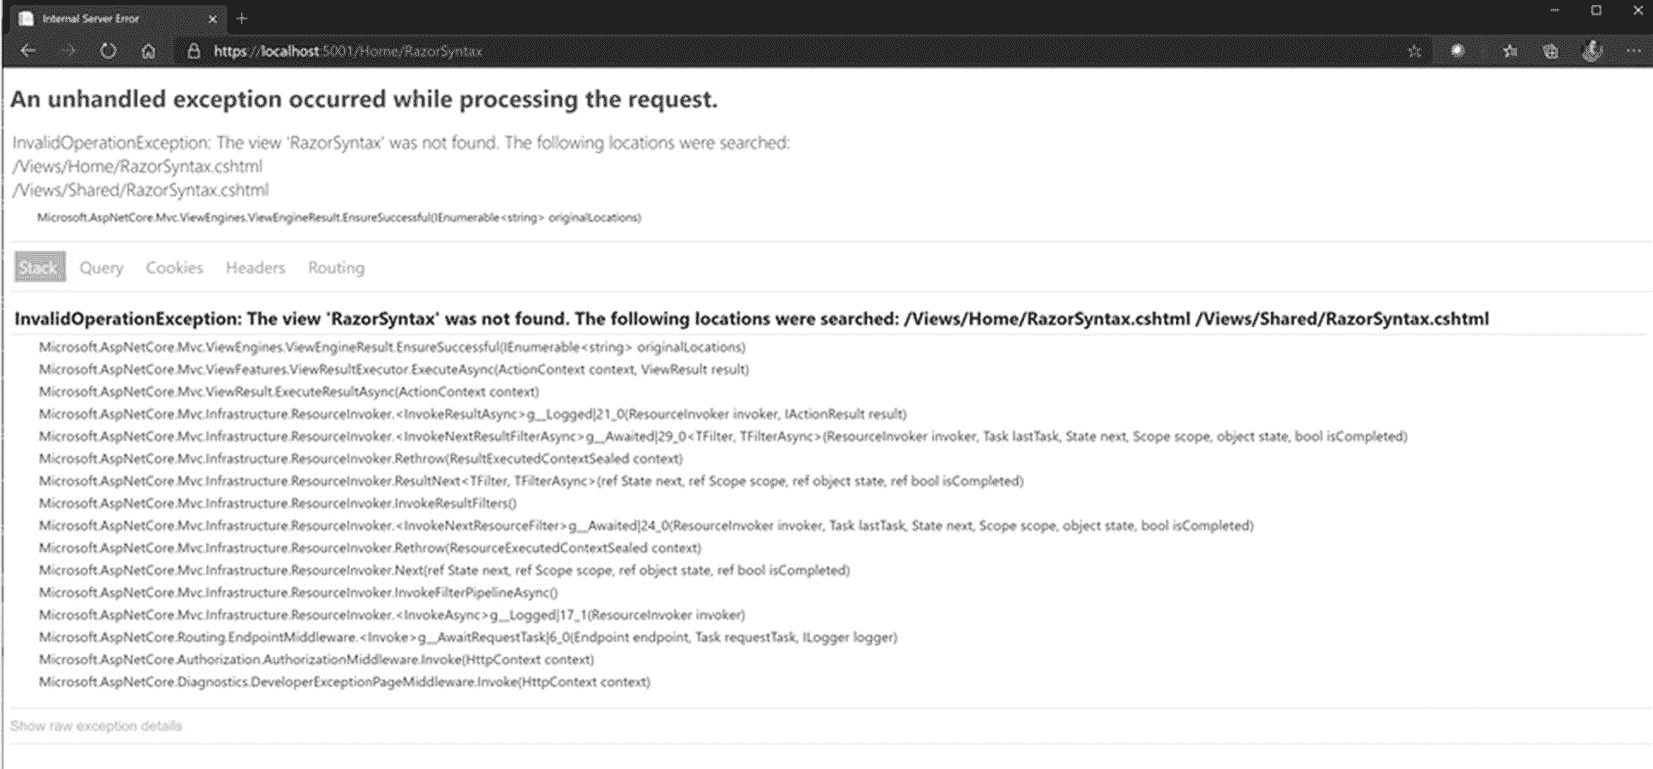 Internal Server Error
https://localhost:5001/Home/RazorSyntax
An unhandled exception occurred while processing the request.
InvalidOperationException: The view 'RazorSyntax' was not found. The following locations were searched:
/Views/Home/RazorSyntax.cshtml
/Views/Shared/RazorSyntax.cshtml
Microsoft.AspNetCore.Mvc.ViewEngines.ViewEngineResult.EnsureSuccessful(IEnumerable<string> originalLocations)
Stack Query Cookies Headers Routing
InvalidOperationException: The view 'RazorSyntax' was not found. The following locations were searched: /Views/Home/RazorSyntax.cshtml /Views/Shared/RazorSyntax.cshtml
Microsoft.AspNetCore.Mvc.ViewEngines.ViewEngineResult.EnsureSuccessful(IEnumerable<string> originalLocations)
Microsoft.AspNetCore.Mvc.ViewFeatures.ViewResultExecutor.ExecuteAsync(ActionContext context, ViewResult result)
Microsoft.AspNetCore.Mvc.ViewResult.ExecuteResultAsync(ActionContext context)
Microsoft.AspNetCore.Mvc.Infrastructure.ResourceInvoker.<InvokeResultAsync>g__Logged|21_0(ResourceInvoker invoker, IActionResult result)
Microsoft.AspNetCore.Mvc.Infrastructure.ResourceInvoker.<InvokeNextResultFilterAsync>g__Awaited|29_0<TFilter, TFilterAsync>(ResourceInvoker invoker, Task lastTask, State next, Scope scope, object state, bool isCompleted)
Microsoft.AspNetCore.Mvc.Infrastructure.ResourceInvoker.Rethrow(ResultExecutedContextSealed context)
Microsoft.AspNetCore.Mvc.Infrastructure.ResourceInvoker.ResultNext<TFilter, TFilterAsync>(ref State next, ref Scope scope, ref object state, ref bool isCompleted)
Microsoft.AspNetCore.Mvc.Infrastructure.ResourceInvoker.InvokeResultFilters()
Microsoft.AspNetCore.Mvc.Infrastructure.ResourceInvoker.<InvokeNextResourceFilter>g__Awaited|24_0(ResourceInvoker invoker, Task lastTask, State next, Scope scope, object state, bool isCompleted)
Microsoft.AspNetCore.Mvc.Infrastructure.ResourceInvoker.Rethrow(ResourceExecutedContextSealed context)
Microsoft.AspNetCore.Mvc.Infrastructure.ResourceInvoker.Next(ref State next, ref Scope scope, ref object state, ref bool isCompleted)
Microsoft.AspNetCore.Mvc.Infrastructure.ResourceInvoker.InvokeFilterPipelineAsync()
Microsoft.AspNetCore.Mvc.Infrastructure.ResourceInvoker.<InvokeAsync>g__Logged|17_1(ResourceInvoker invoker)
Microsoft.AspNetCore.Routing.EndpointMiddleware.<Invoke>g__AwaitRequestTask|6_0(Endpoint endpoint, Task requestTask, ILogger logger)
Microsoft.AspNetCore.Authorization.AuthorizationMiddleware.Invoke(HttpContext context)
Microsoft.AspNetCore.Diagnostics.DeveloperExceptionPageMiddleware.Invoke(HttpContext context)
Show raw exception details